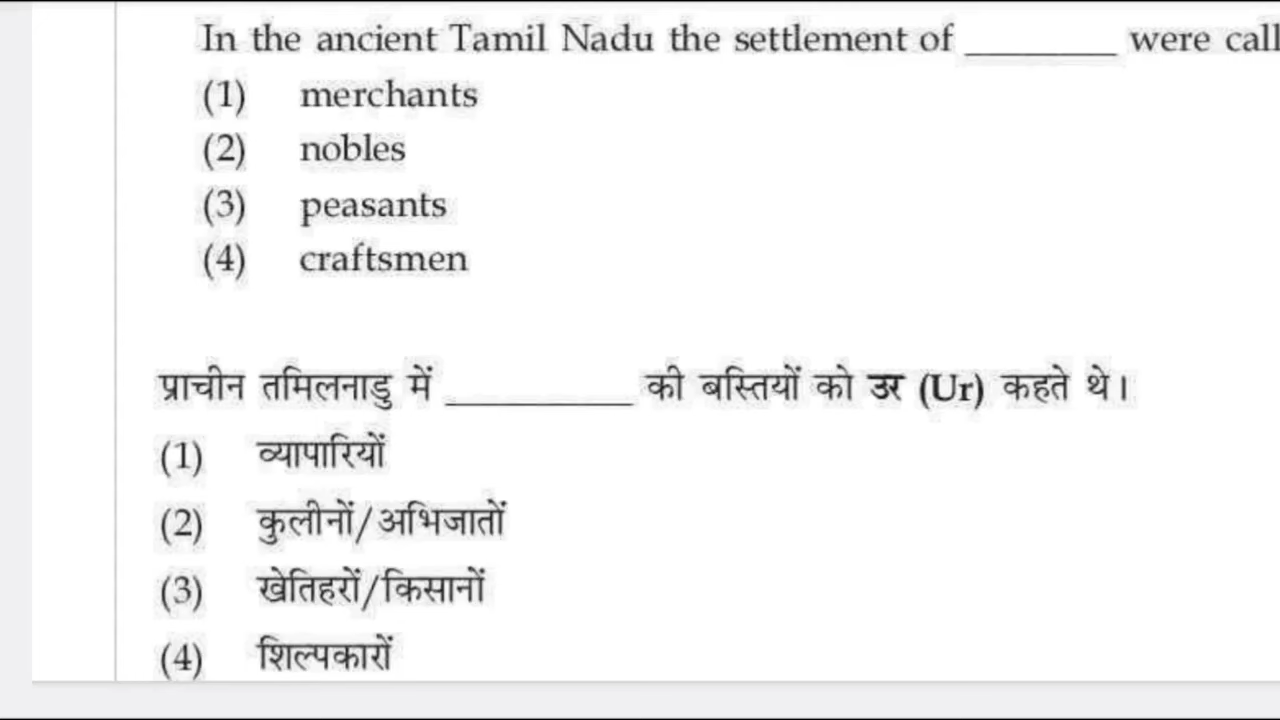 In the ancient Tamil Nadu the settlement of ________ were call
(1) merchants
(2) nobles
(3) peasants
(4) craftsmen
प्राचीन तमिलनाडु में __________ की बस्तियों को उर (Ur) कहते थे।
(1) व्यापारियों
(2) कुलीनों/अभिजातों
(3) खेतिहरों/किसानों
(4) शिल्पकारों